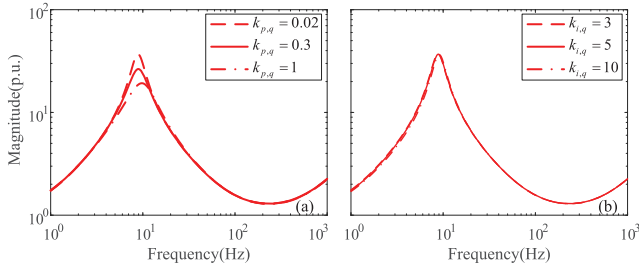 10^2
10^1
10^0
Magnitude(p.u.)
k_{p,q} = 0.02
k_{p,q} = 0.3
k_{p,q} = 1
(a)
10^0 10^1 10^2 10^3
Frequency(Hz)
k_{i,q} = 3
k_{i,q} = 5
k_{i,q} = 10
(b)
10^0 10^1 10^2 10^3
Frequency(Hz)